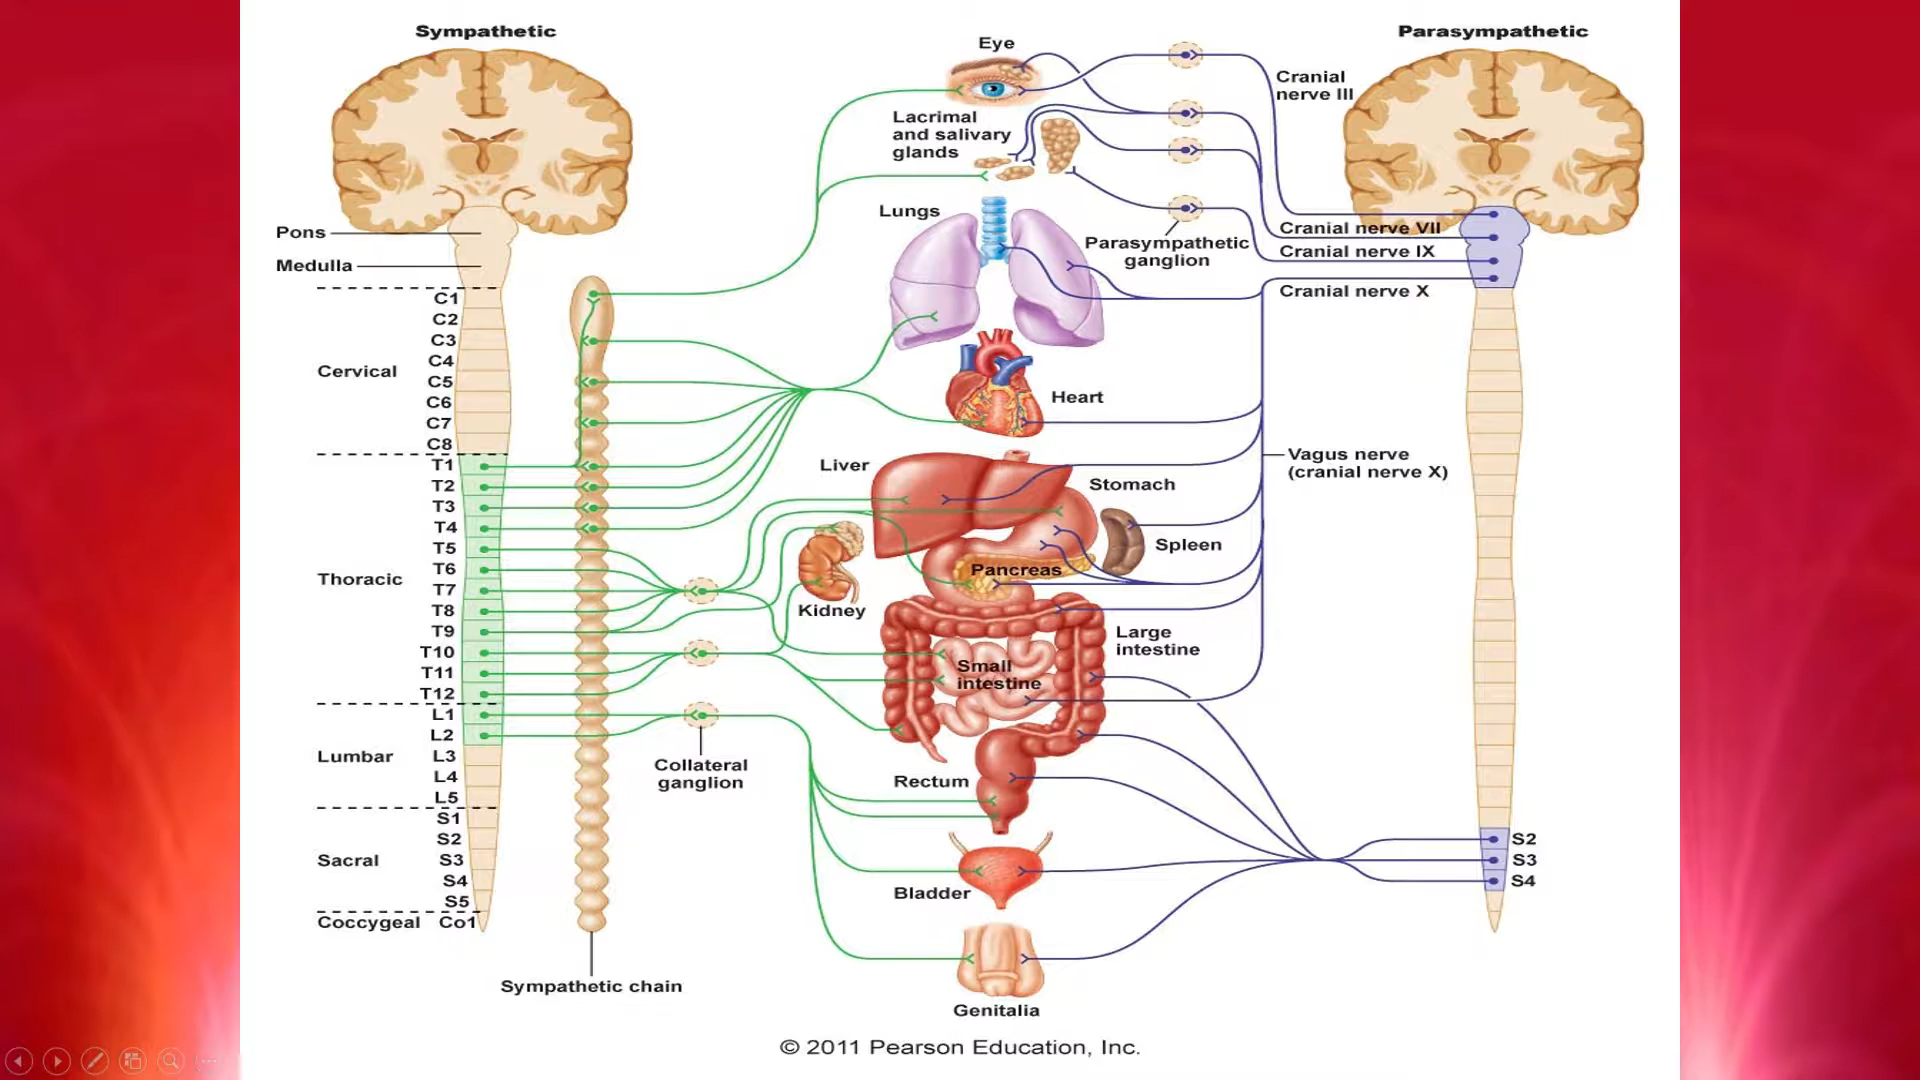 Sympathetic
Parasympathetic
Eye
Cranial
nerve III
Lacrimal
and salivary
glands
Lungs
Parasympathetic
ganglion
Cranial nerve VII
Cranial nerve IX
Cranial nerve X
Pons
Medulla
C1
C2
C3
C4
Cervical
C5
C6
C7
C8
Heart
Vagus nerve
(cranial nerve X)
Liver
Stomach
Spleen
Pancreas
Kidney
T1
T2
T3
T4
T5
T6
Thoracic
T7
T8
T9
T10
T11
T12
Large
intestine
Small
intestine
L1
L2
Lumbar
L3
L4
L5
Collateral
ganglion
Rectum
S1
S2
Sacral
S3
S4
S5
Coccygeal Co1
S2
S3
S4
Bladder
Sympathetic chain
Genitalia
© 2011 Pearson Education, Inc.